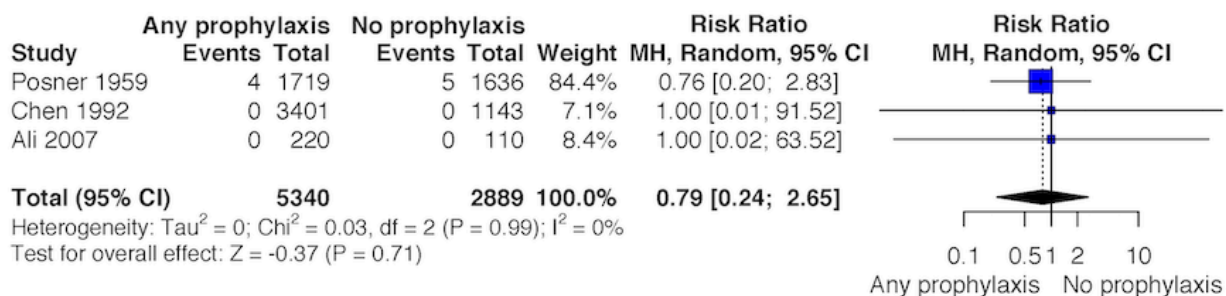 Any prophylaxis No prophylaxis Risk Ratio Risk Ratio
Study Events Total Events Total Weight MH, Random, 95% CI MH, Random, 95% CI
Posner 1959 4 1719 5 1636 84.4% 0.76 [0.20; 2.83]
Chen 1992 0 3401 0 1143 7.1% 1.00 [0.01; 91.52]
Ali 2007 0 220 0 110 8.4% 1.00 [0.02; 63.52]
Total (95% CI) 5340 2889 100.0% 0.79 [0.24; 2.65]
Heterogeneity: Tau² = 0; Chi² = 0.03, df = 2 (P = 0.99); I² = 0%
Test for overall effect: Z = -0.37 (P = 0.71)
0.1 0.5 1 2 10
Any prophylaxis No prophylaxis